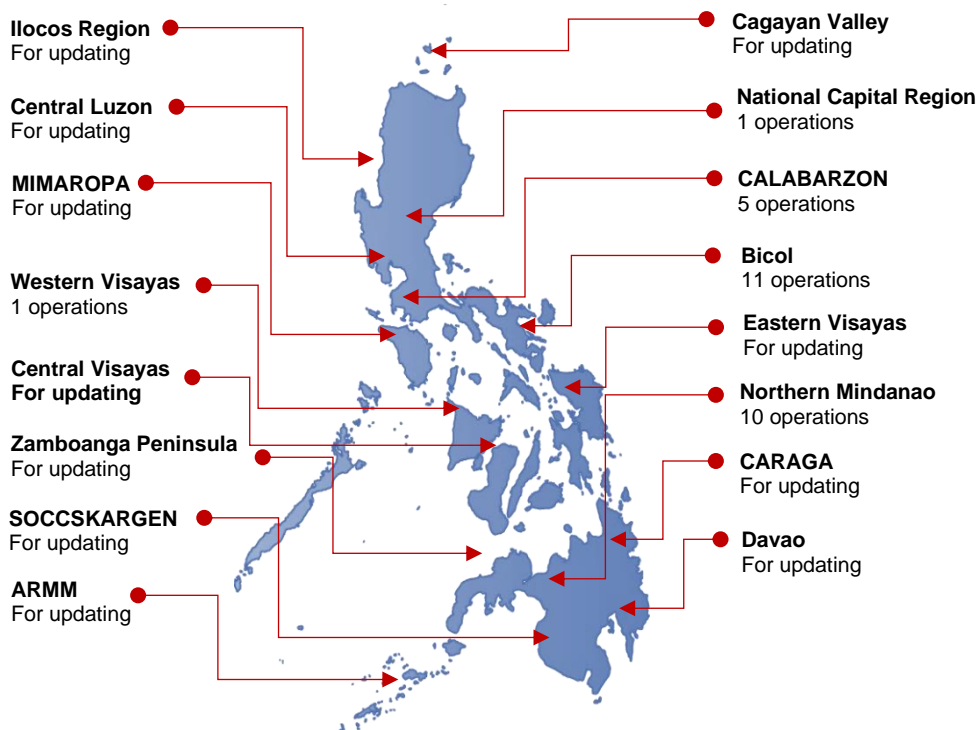 Ilocos Region
For updating
Central Luzon
For updating
MIMAROPA
For updating
Western Visayas
1 operations
Central Visayas
For updating
Zamboanga Peninsula
For updating
SOCCSKARGEN
For updating
ARMM
For updating
Cagayan Valley
For updating
National Capital Region
1 operations
CALABARZON
5 operations
Bicol
11 operations
Eastern Visayas
For updating
Northern Mindanao
10 operations
CARAGA
For updating
Davao
For updating